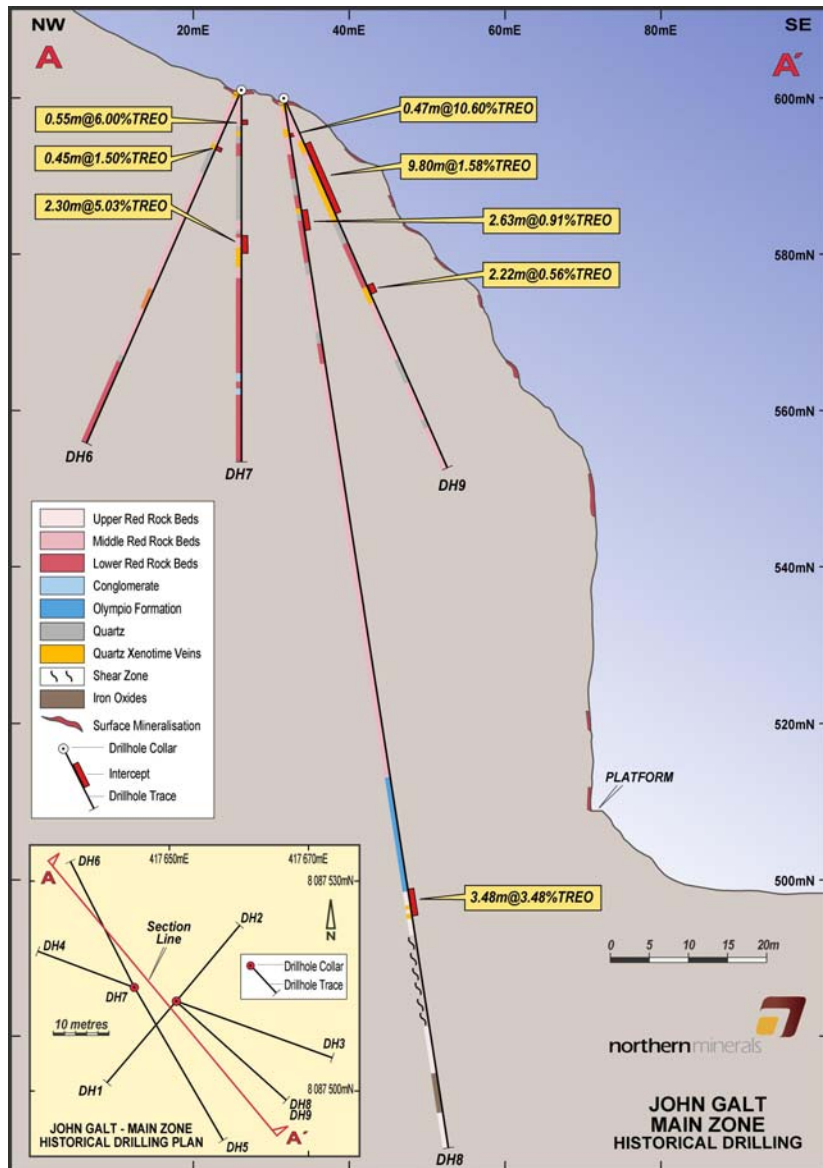 NW
20mE
40mE
60mE
80mE
SE
A
A´
600mN
580mN
560mN
540mN
520mN
500mN
0.55m@6.00%TREO
0.45m@1.50%TREO
2.30m@5.03%TREO
0.47m@10.60%TREO
9.80m@1.58%TREO
2.63m@0.91%TREO
2.22m@0.56%TREO
DH6
DH7
DH9
Upper Red Rock Beds
Middle Red Rock Beds
Lower Red Rock Beds
Conglomerate
Olympio Formation
Quartz
Quartz Xenotime Veins
Shear Zone
Iron Oxides
Surface Mineralisation
Drillhole Collar
Intercept
Drillhole Trace
PLATFORM
3.48m@3.48%TREO
0 5 10 15 20m
DH8
417 650mE
417 670mE
A
DH6
8 087 530mN
DH2
N
Section
Line
DH4
DH7
Drillhole Collar
Drillhole Trace
10 metres
DH3
DH1
8 087 500mN
DH8
DH9
DH5
A´
JOHN GALT - MAIN ZONE
HISTORICAL DRILLING PLAN
northernminerals
JOHN GALT
MAIN ZONE
HISTORICAL DRILLING